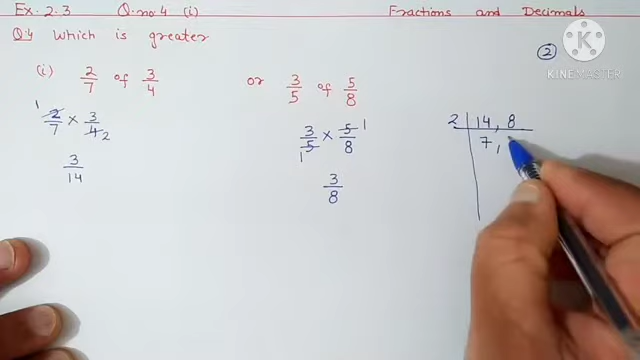 Ex. 2.3 Q.no.4 (i) Fractions and Decimals
Q.4 Which is greater
②
KINEMASTER
(i) 2/7 of 3/4 or 3/5 of 5/8
1 2/7 × 3/4 2
3/5 1 × 5/8 1
2 | 14, 8
7,
3/14
3/8